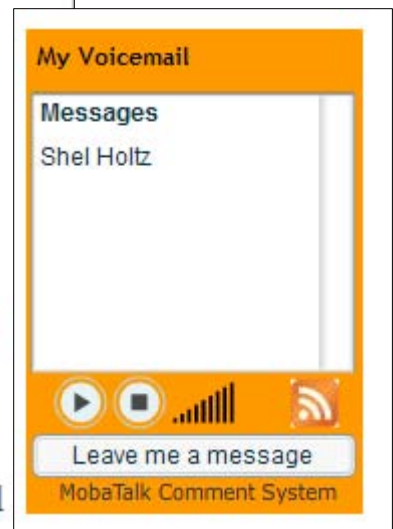 My Voicemail
Messages
Shel Holtz
Leave me a message
MobaTalk Comment System